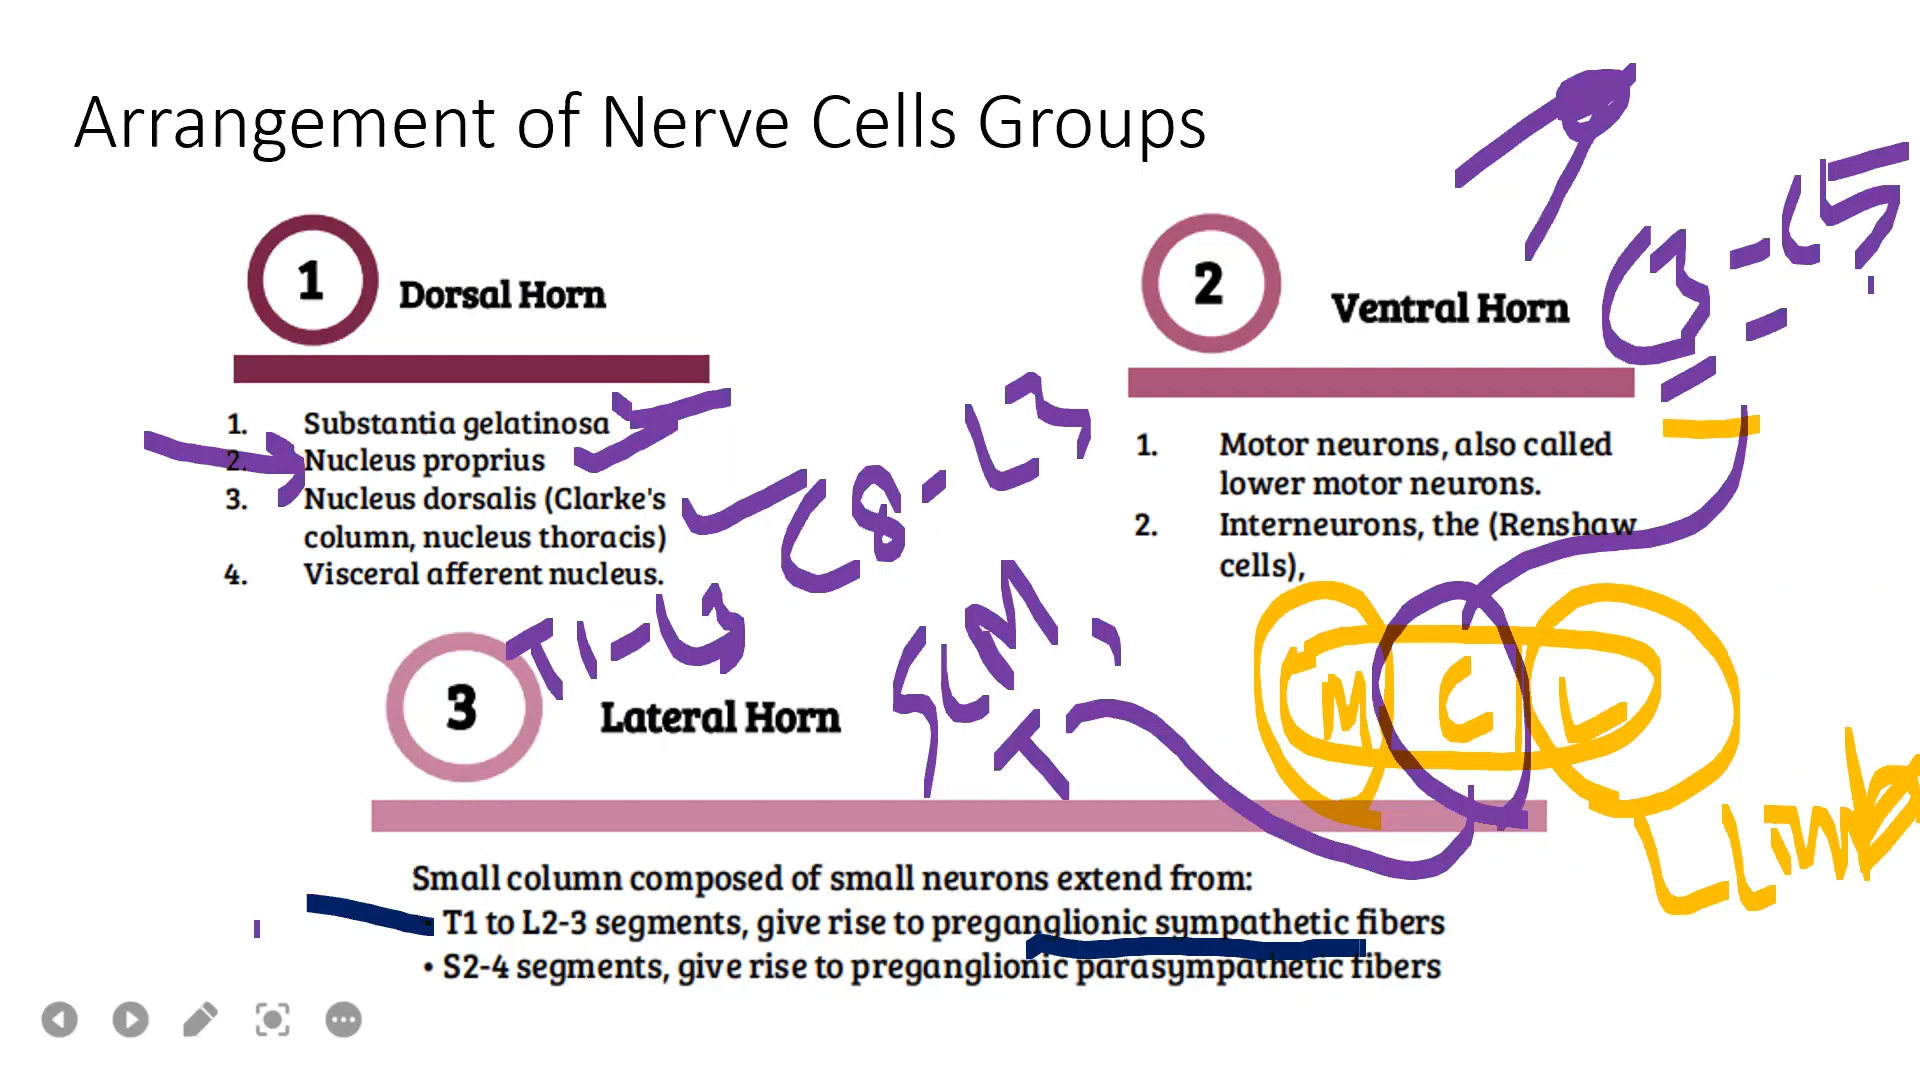 Arrangement of Nerve Cells Groups
1
Dorsal Horn
1. Substantia gelatinosa
2. Nucleus proprius
3. Nucleus dorsalis (Clarke's
column, nucleus thoracis)
4. Visceral afferent nucleus.
C8-L3
T1-L3
2
Ventral Horn
C3-C5
1. Motor neurons, also called
lower motor neurons.
2. Interneurons, the (Renshaw
cells),
M C L
SCM,
T
Limb
3
Lateral Horn
Small column composed of small neurons extend from:
• T1 to L2-3 segments, give rise to preganglionic sympathetic fibers
• S2-4 segments, give rise to preganglionic parasympathetic fibers